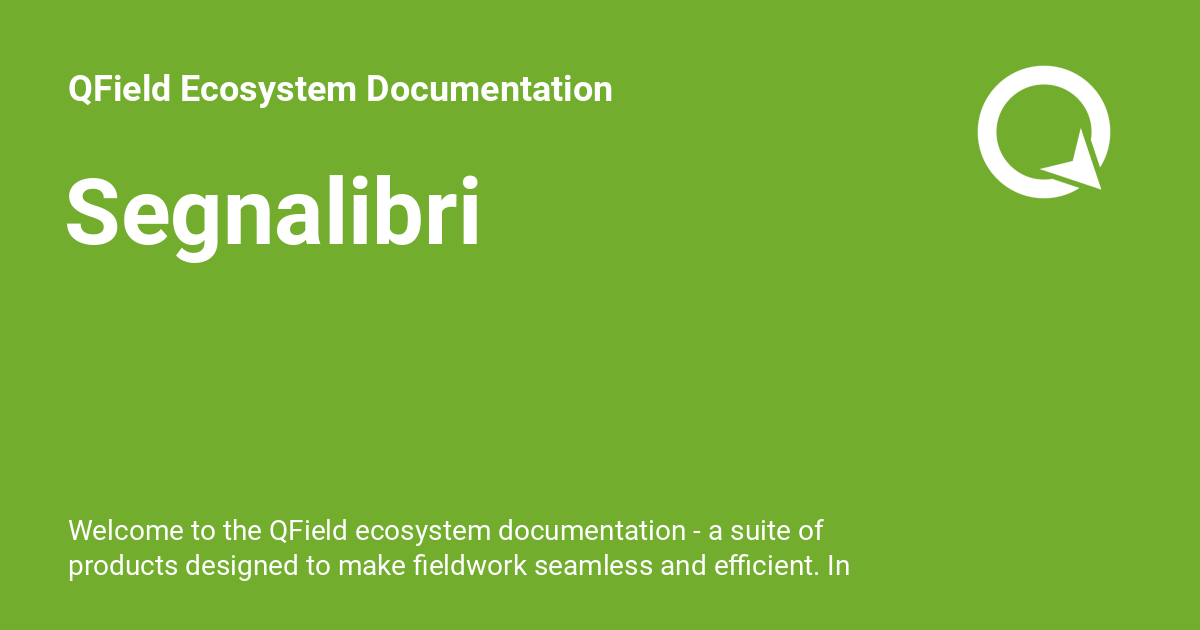 QField Ecosystem Documentation
Segnalibri
Welcome to the QField ecosystem documentation - a suite of
products designed to make fieldwork seamless and efficient. In